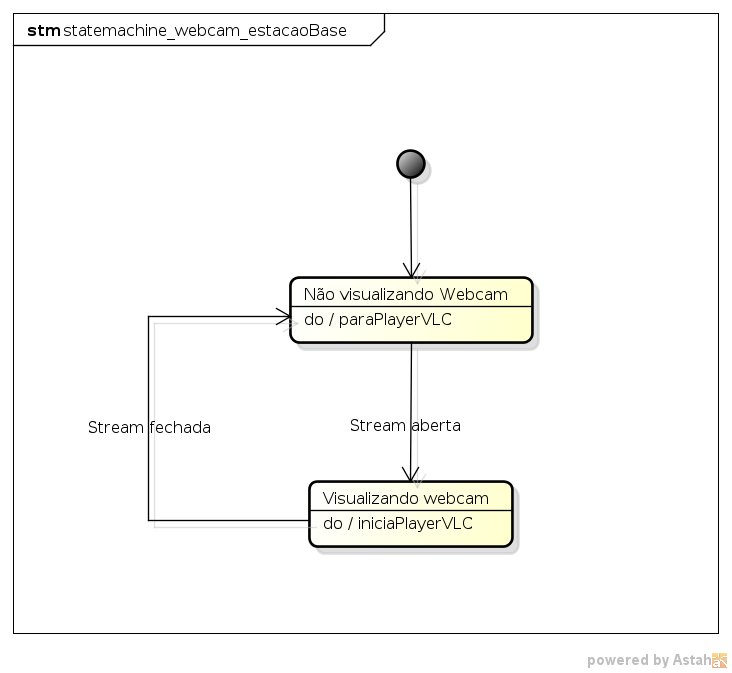 stm statemachine_webcam_estacaoBase
Não visualizando Webcam
do / paraPlayerVLC
Stream fechada
Stream aberta
Visualizando webcam
do / iniciaPlayerVLC
powered by Astah